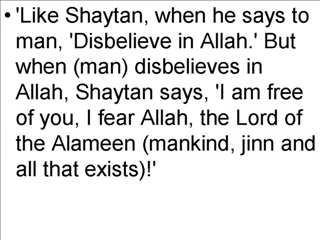 • 'Like Shaytan, when he says to
man, 'Disbelieve in Allah.' But
when (man) disbelieves in
Allah, Shaytan says, 'I am free
of you, I fear Allah, the Lord of
the Alameen (mankind, jinn and
all that exists)!'